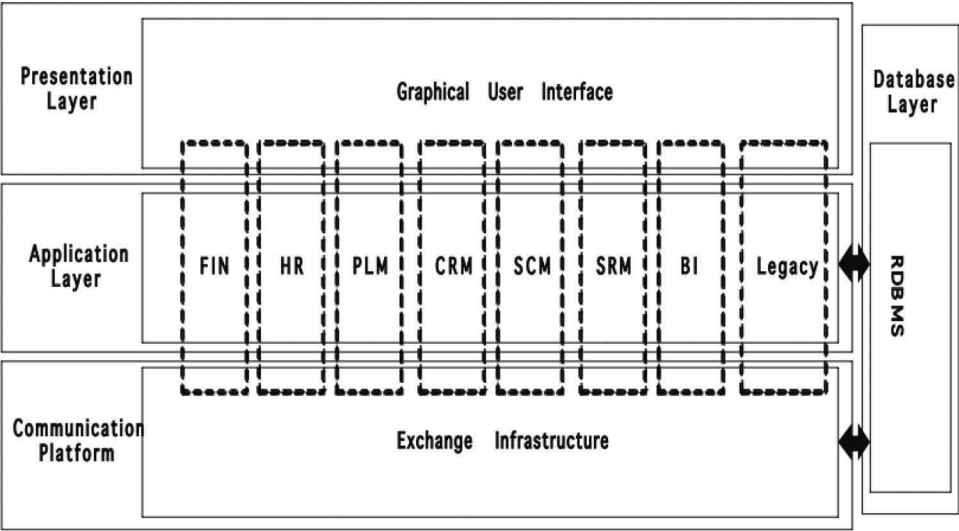 Presentation
Layer
Graphical User Interface
Database
Layer
Application
Layer
FIN HR PLM CRM SCM SRM BI Legacy
RDBMS
Communication
Platform
Exchange Infrastructure